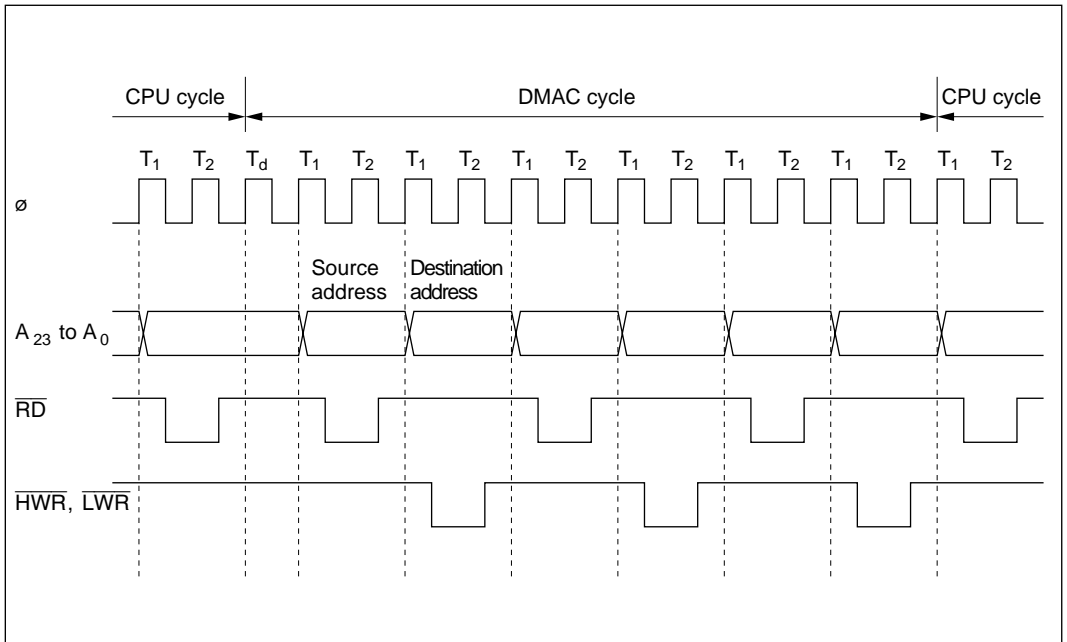 CPU cycle DMAC cycle CPU cycle
T1 T2 Td T1 T2 T1 T2 T1 T2 T1 T2 T1 T2 T1 T2 T1 T2
ø
Source Destination
address address
A23 to A0
RD
HWR, LWR